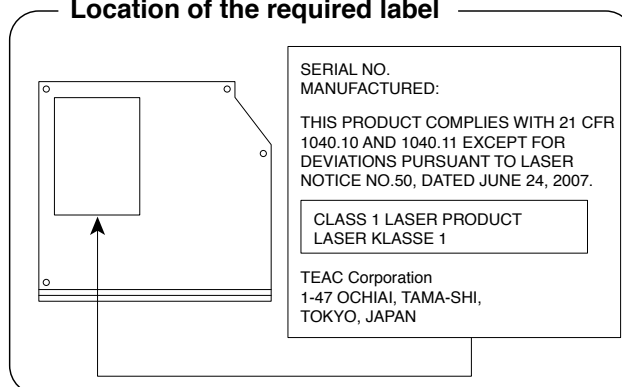 Location of the required label
SERIAL NO.
MANUFACTURED:
THIS PRODUCT COMPLIES WITH 21 CFR
1040.10 AND 1040.11 EXCEPT FOR
DEVIATIONS PURSUANT TO LASER
NOTICE NO.50, DATED JUNE 24, 2007.
CLASS 1 LASER PRODUCT
LASER KLASSE 1
TEAC Corporation
1-47 OCHIAI, TAMA-SHI,
TOKYO, JAPAN